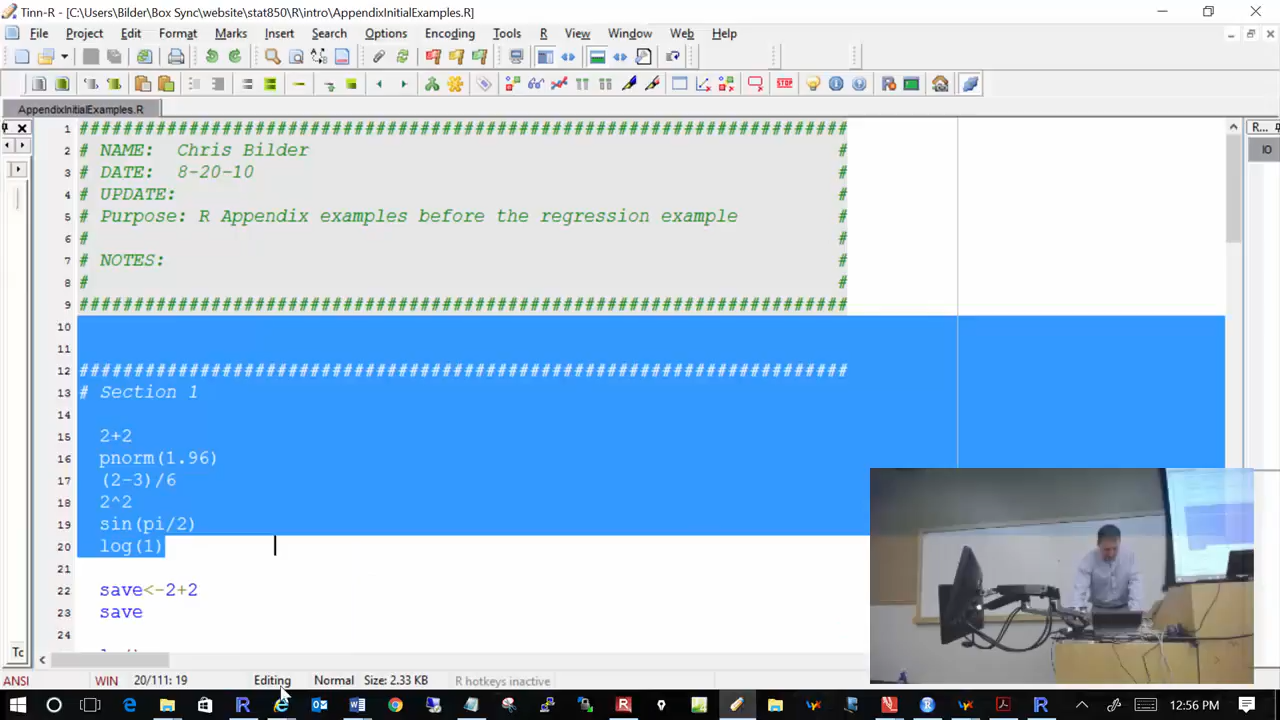 Tinn-R - [C:\Users\Bilder\Box Sync\website\stat850\R\intro\AppendixInitialExamples.R]
File Project Edit Format Marks Insert Search Options Encoding Tools R View Window Web Help
STOP
AppendixInitialExamples.R
R...
IO
1 ######################################################################
2 # NAME: Chris Bilder #
3 # DATE: 8-20-10 #
4 # UPDATE: #
5 # Purpose: R Appendix examples before the regression example #
6 # #
7 # NOTES: #
8 # #
9 ######################################################################
10
11
12 ######################################################################
13 # Section 1
14
15 2+2
16 pnorm(1.96)
17 (2-3)/6
18 2^2
19 sin(pi/2)
20 log(1)
21
22 save<-2+2
23 save
24
Tc
ANSI WIN 20/111: 19 Editing Normal Size: 2.33 KB R hotkeys inactive
12:56 PM